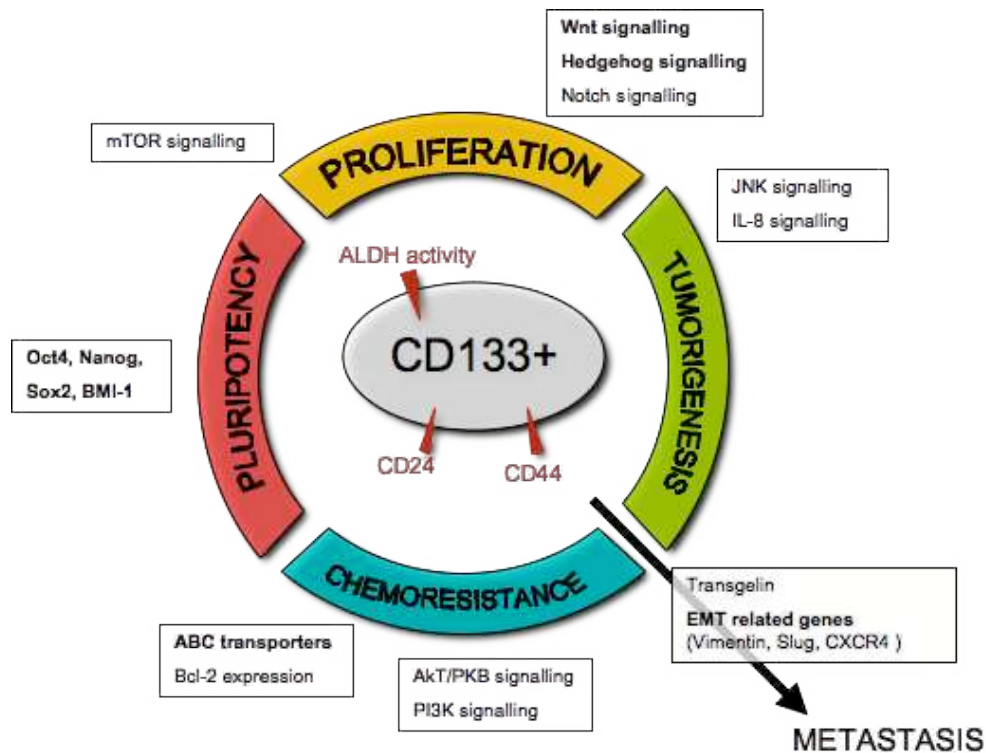 Wnt signalling
Hedgehog signalling
Notch signalling
mTOR signalling
PROLIFERATION
JNK signalling
IL-8 signalling
TUMORIGENESIS
ALDH activity
CD133+
CD24
CD44
PLURIPOTENCY
Oct4, Nanog,
Sox2, BMI-1
CHEMORESISTANCE
ABC transporters
Bcl-2 expression
AkT/PKB signalling
PI3K signalling
Transgelin
EMT related genes
(Vimentin, Slug, CXCR4 )
METASTASIS